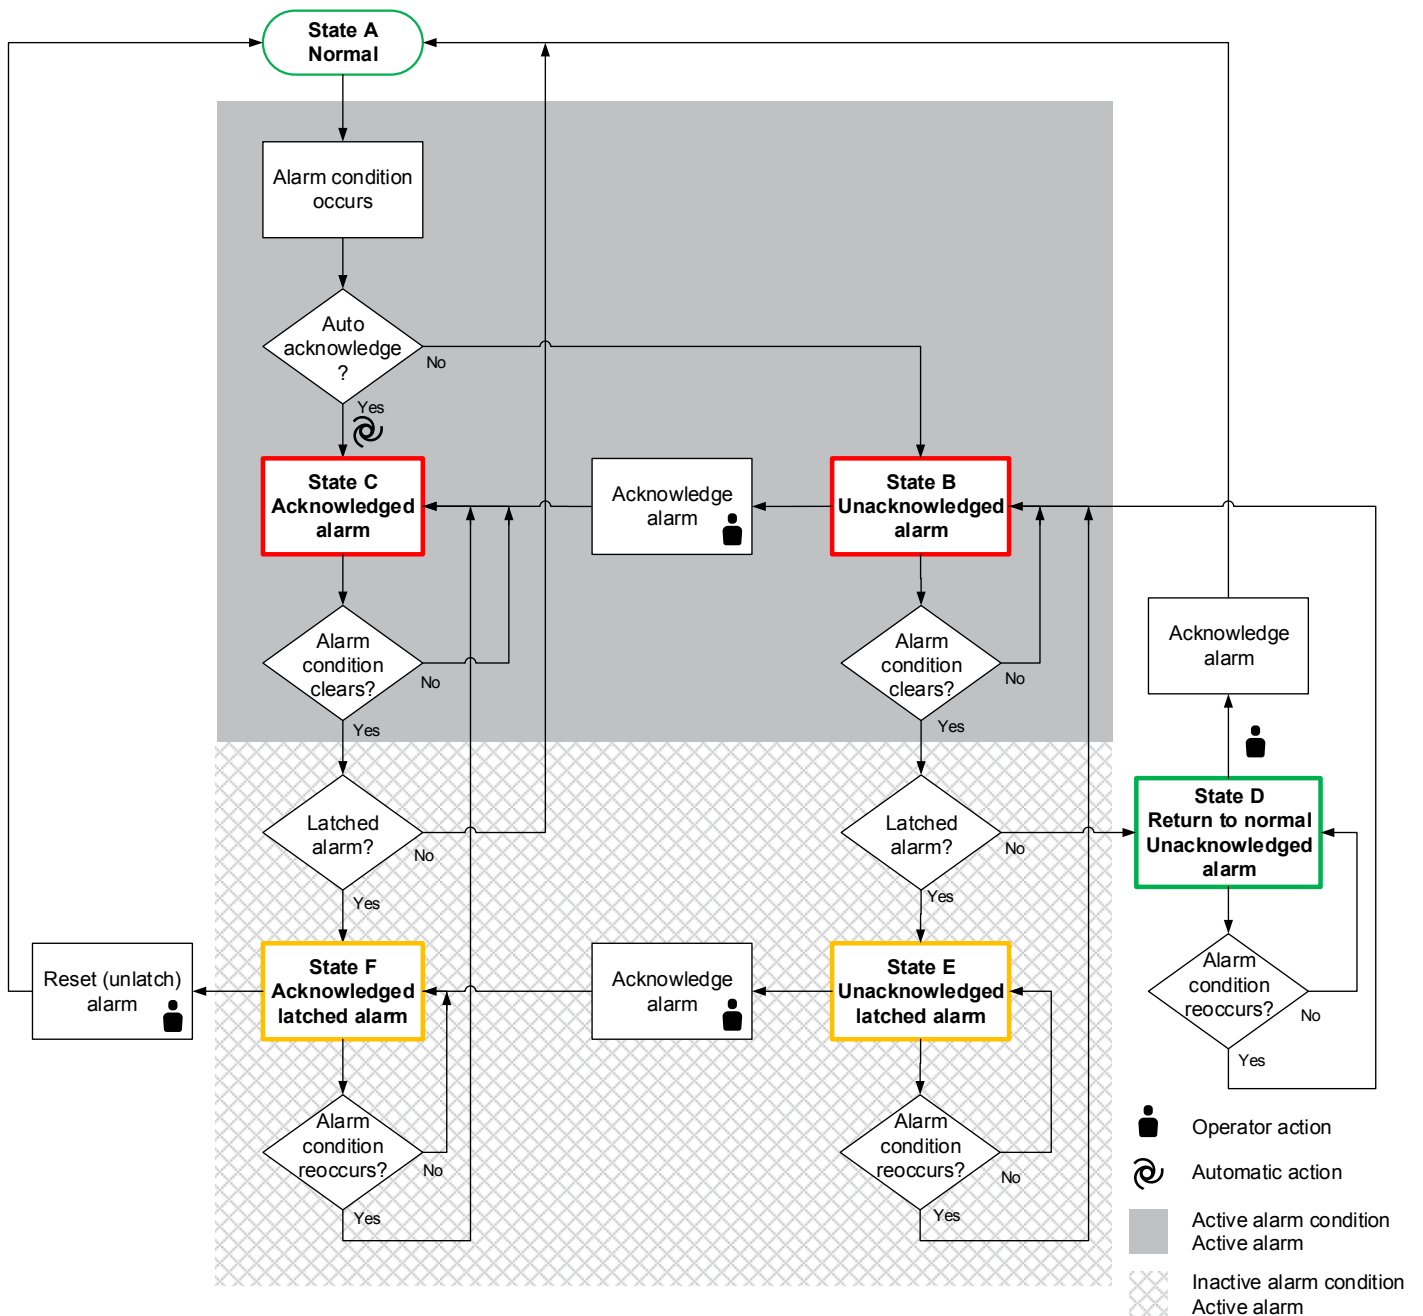 State A
Normal
Alarm condition
occurs
Auto
acknowledge
?
No
Yes
State C
Acknowledged
alarm
Acknowledge
alarm
State B
Unacknowledged
alarm
Alarm
condition
clears?
No
Yes
Alarm
condition
clears?
No
Yes
Acknowledge
alarm
Latched
alarm?
No
Yes
Latched
alarm?
No
Yes
State D
Return to normal
Unacknowledged
alarm
Reset (unlatch)
alarm
State F
Acknowledged
latched alarm
Acknowledge
alarm
State E
Unacknowledged
latched alarm
Alarm
condition
reoccurs?
No
Yes
Alarm
condition
reoccurs?
No
Yes
Alarm
condition
reoccurs?
No
Yes
Operator action
Automatic action
Active alarm condition
Active alarm
Inactive alarm condition
Active alarm